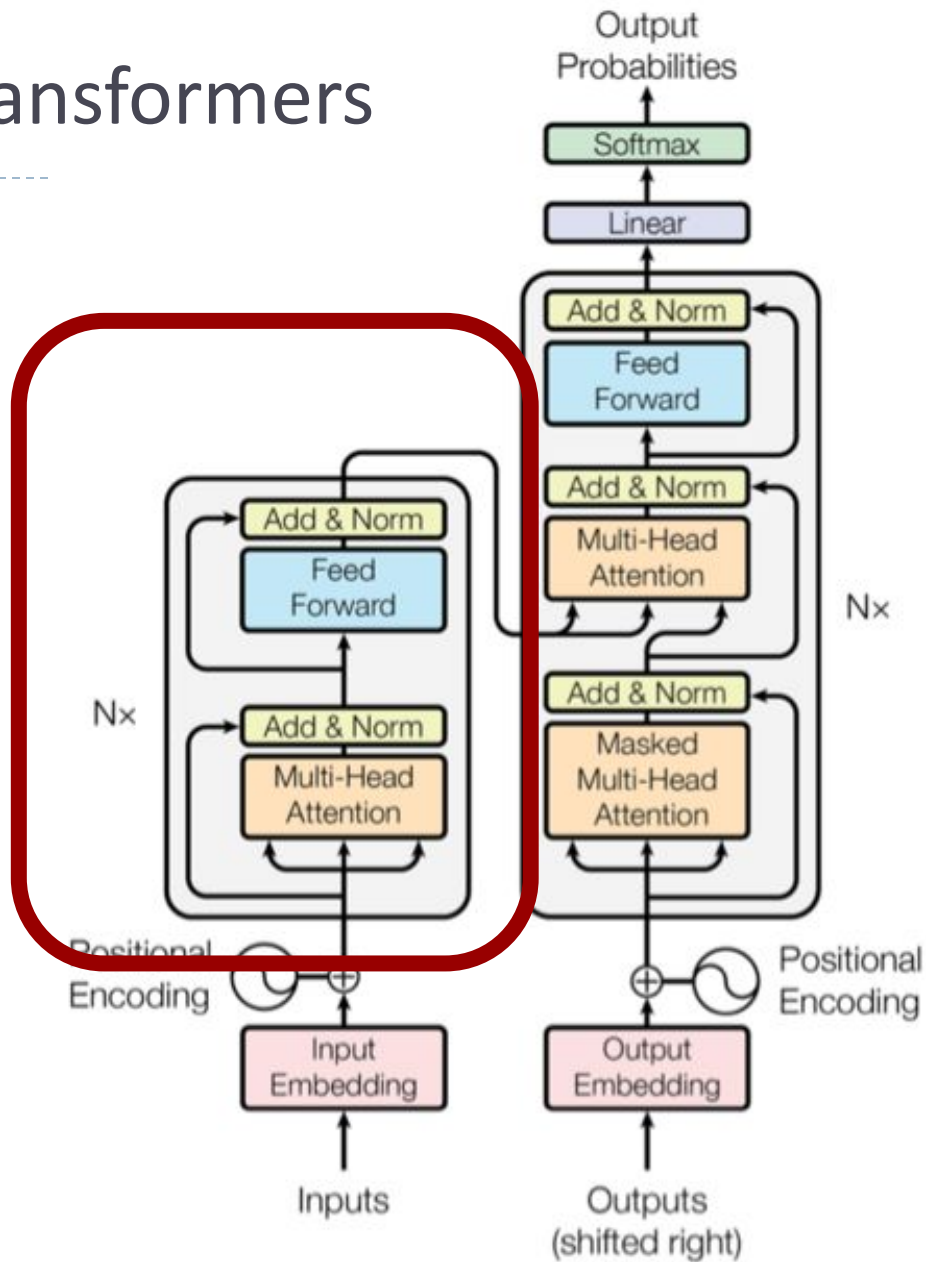 ansformers
Output
Probabilities
Softmax
Linear
Add & Norm
Feed
Forward
Add & Norm
Multi-Head
Attention
Nx
Add & Norm
Masked
Multi-Head
Attention
Positional
Encoding
Output
Embedding
Outputs
(shifted right)
Add & Norm
Feed
Forward
Nx
Add & Norm
Multi-Head
Attention
Positional
Encoding
Input
Embedding
Inputs